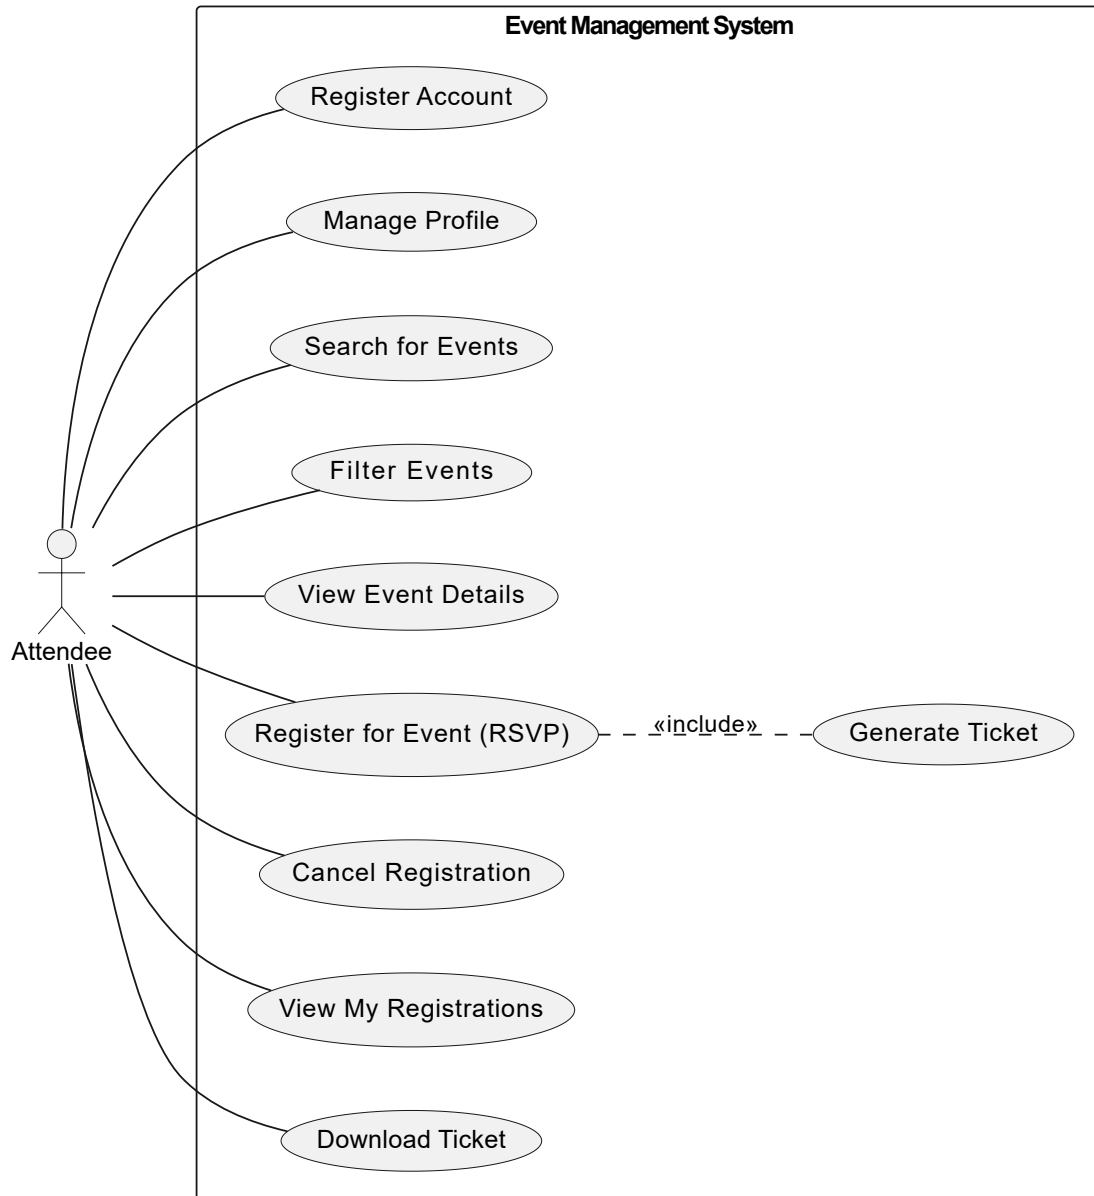 Event Management System
Register Account
Manage Profile
Search for Events
Filter Events
View Event Details
Attendee
Register for Event (RSVP)
«include»
Generate Ticket
Cancel Registration
View My Registrations
Download Ticket